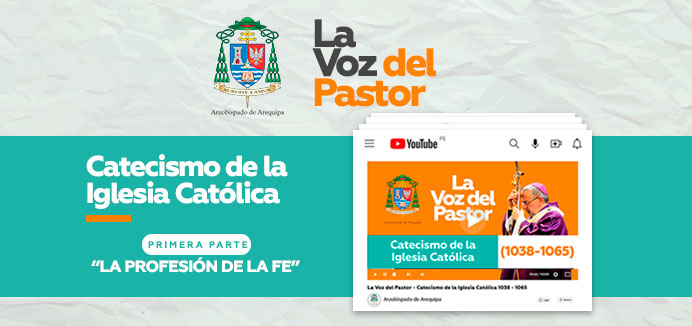 La
Voz del
Pastor
Arzobispado de Arequipa
Catecismo de la
Iglesia Católica
PRIMERA PARTE
“LA PROFESIÓN DE LA FE”
YouTube PE
La
Voz del
Pastor
Catecismo de la
Iglesia Católica
(1038-1065)
La Voz del Pastor - Catecismo de la Iglesia Católica 1038 - 1065
Arzobispado de Arequipa